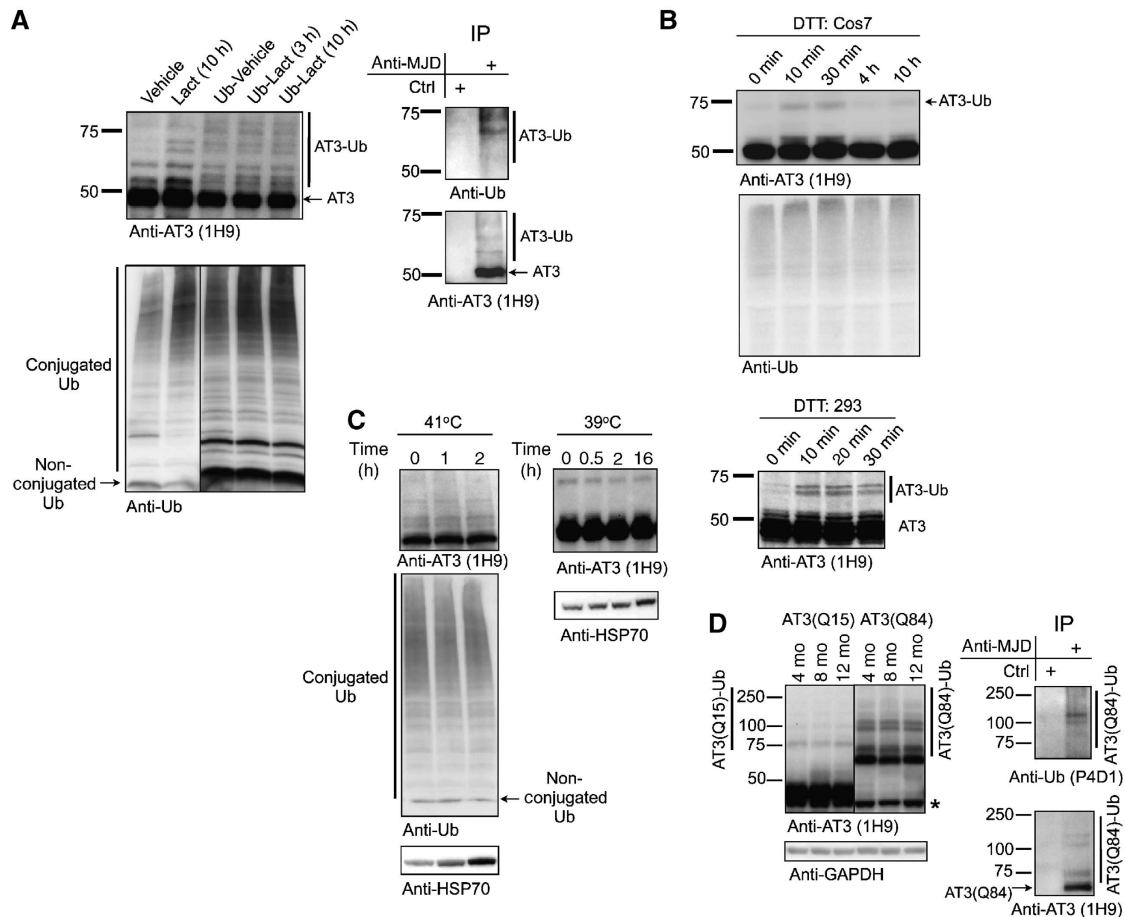 A
Vehicle
Lact (10 h)
Ub-Vehicle
Ub-Lact (3 h)
Ub-Lact (10 h)
75
50
AT3-Ub
AT3
Anti-AT3 (1H9)
Conjugated
Ub
Non-
conjugated
Ub
Anti-Ub
IP
Anti-MJD +
Ctrl +
75
50
AT3-Ub
Anti-Ub
75
50
AT3-Ub
AT3
Anti-AT3 (1H9)
B
DTT: Cos7
0 min
10 min
30 min
4 h
10 h
75
50
AT3-Ub
Anti-AT3 (1H9)
Anti-Ub
DTT: 293
0 min
10 min
20 min
30 min
75
50
AT3-Ub
AT3
Anti-AT3 (1H9)
C
41°C
Time
(h)
0 1 2
Anti-AT3 (1H9)
Conjugated
Ub
Non-
conjugated
Ub
Anti-Ub
Anti-HSP70
39°C
Time
(h)
0 0.5 2 16
Anti-AT3 (1H9)
Anti-HSP70
D
AT3(Q15) AT3(Q84)
4 mo
8 mo
12 mo
4 mo
8 mo
12 mo
AT3(Q15)-Ub
250
100
75
50
AT3(Q84)-Ub
*
Anti-AT3 (1H9)
Anti-GAPDH
IP
Anti-MJD +
Ctrl +
250
100
75
AT3(Q84)-Ub
Anti-Ub (P4D1)
250
100
75
AT3(Q84)-Ub
AT3(Q84)
Anti-AT3 (1H9)